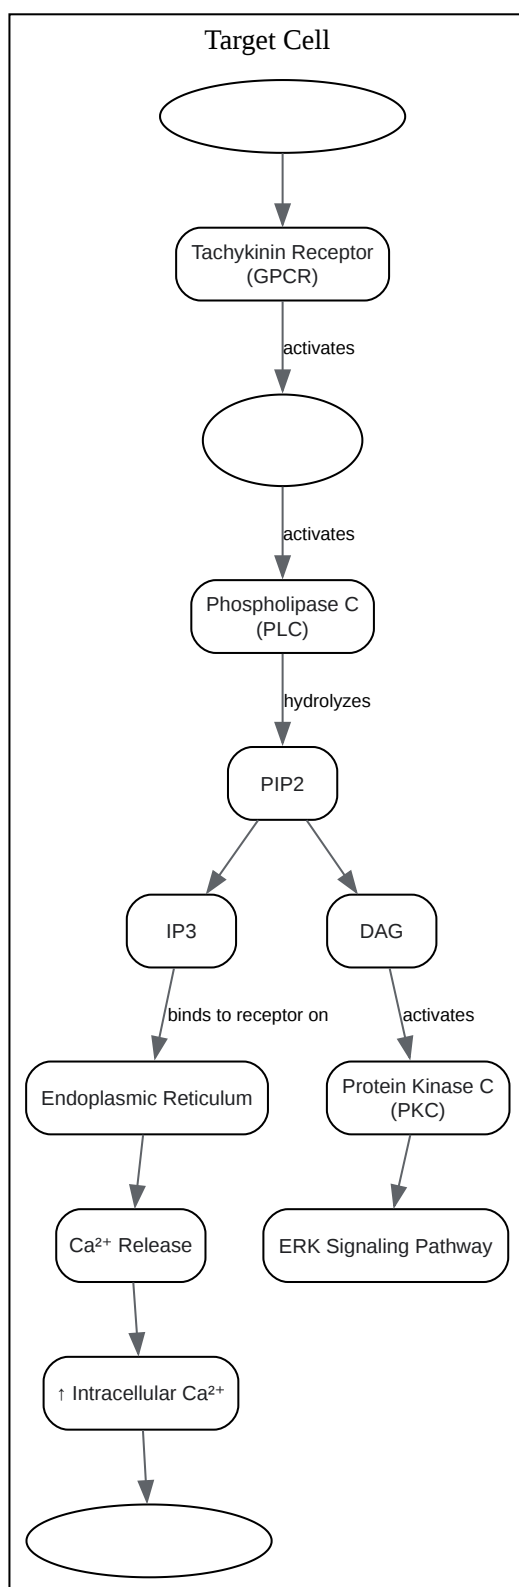 Target Cell
Tachykinin Receptor
(GPCR)
activates
activates
Phospholipase C
(PLC)
hydrolyzes
PIP2
IP3
DAG
binds to receptor on
activates
Endoplasmic Reticulum
Protein Kinase C
(PKC)
Ca²⁺ Release
ERK Signaling Pathway
↑ Intracellular Ca²⁺